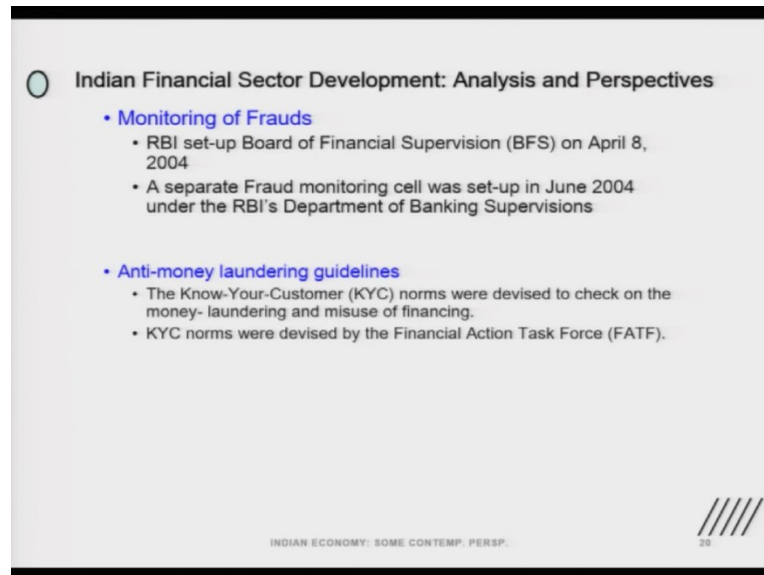 Indian Financial Sector Development: Analysis and Perspectives
• Monitoring of Frauds
• RBI set-up Board of Financial Supervision (BFS) on April 8,
2004
• A separate Fraud monitoring cell was set-up in June 2004
under the RBI's Department of Banking Supervisions
• Anti-money laundering guidelines
• The Know-Your-Customer (KYC) norms were devised to check on the
money- laundering and misuse of financing.
• KYC norms were devised by the Financial Action Task Force (FATF).
INDIAN ECONOMY: SOME CONTEMP. PERSP.
20